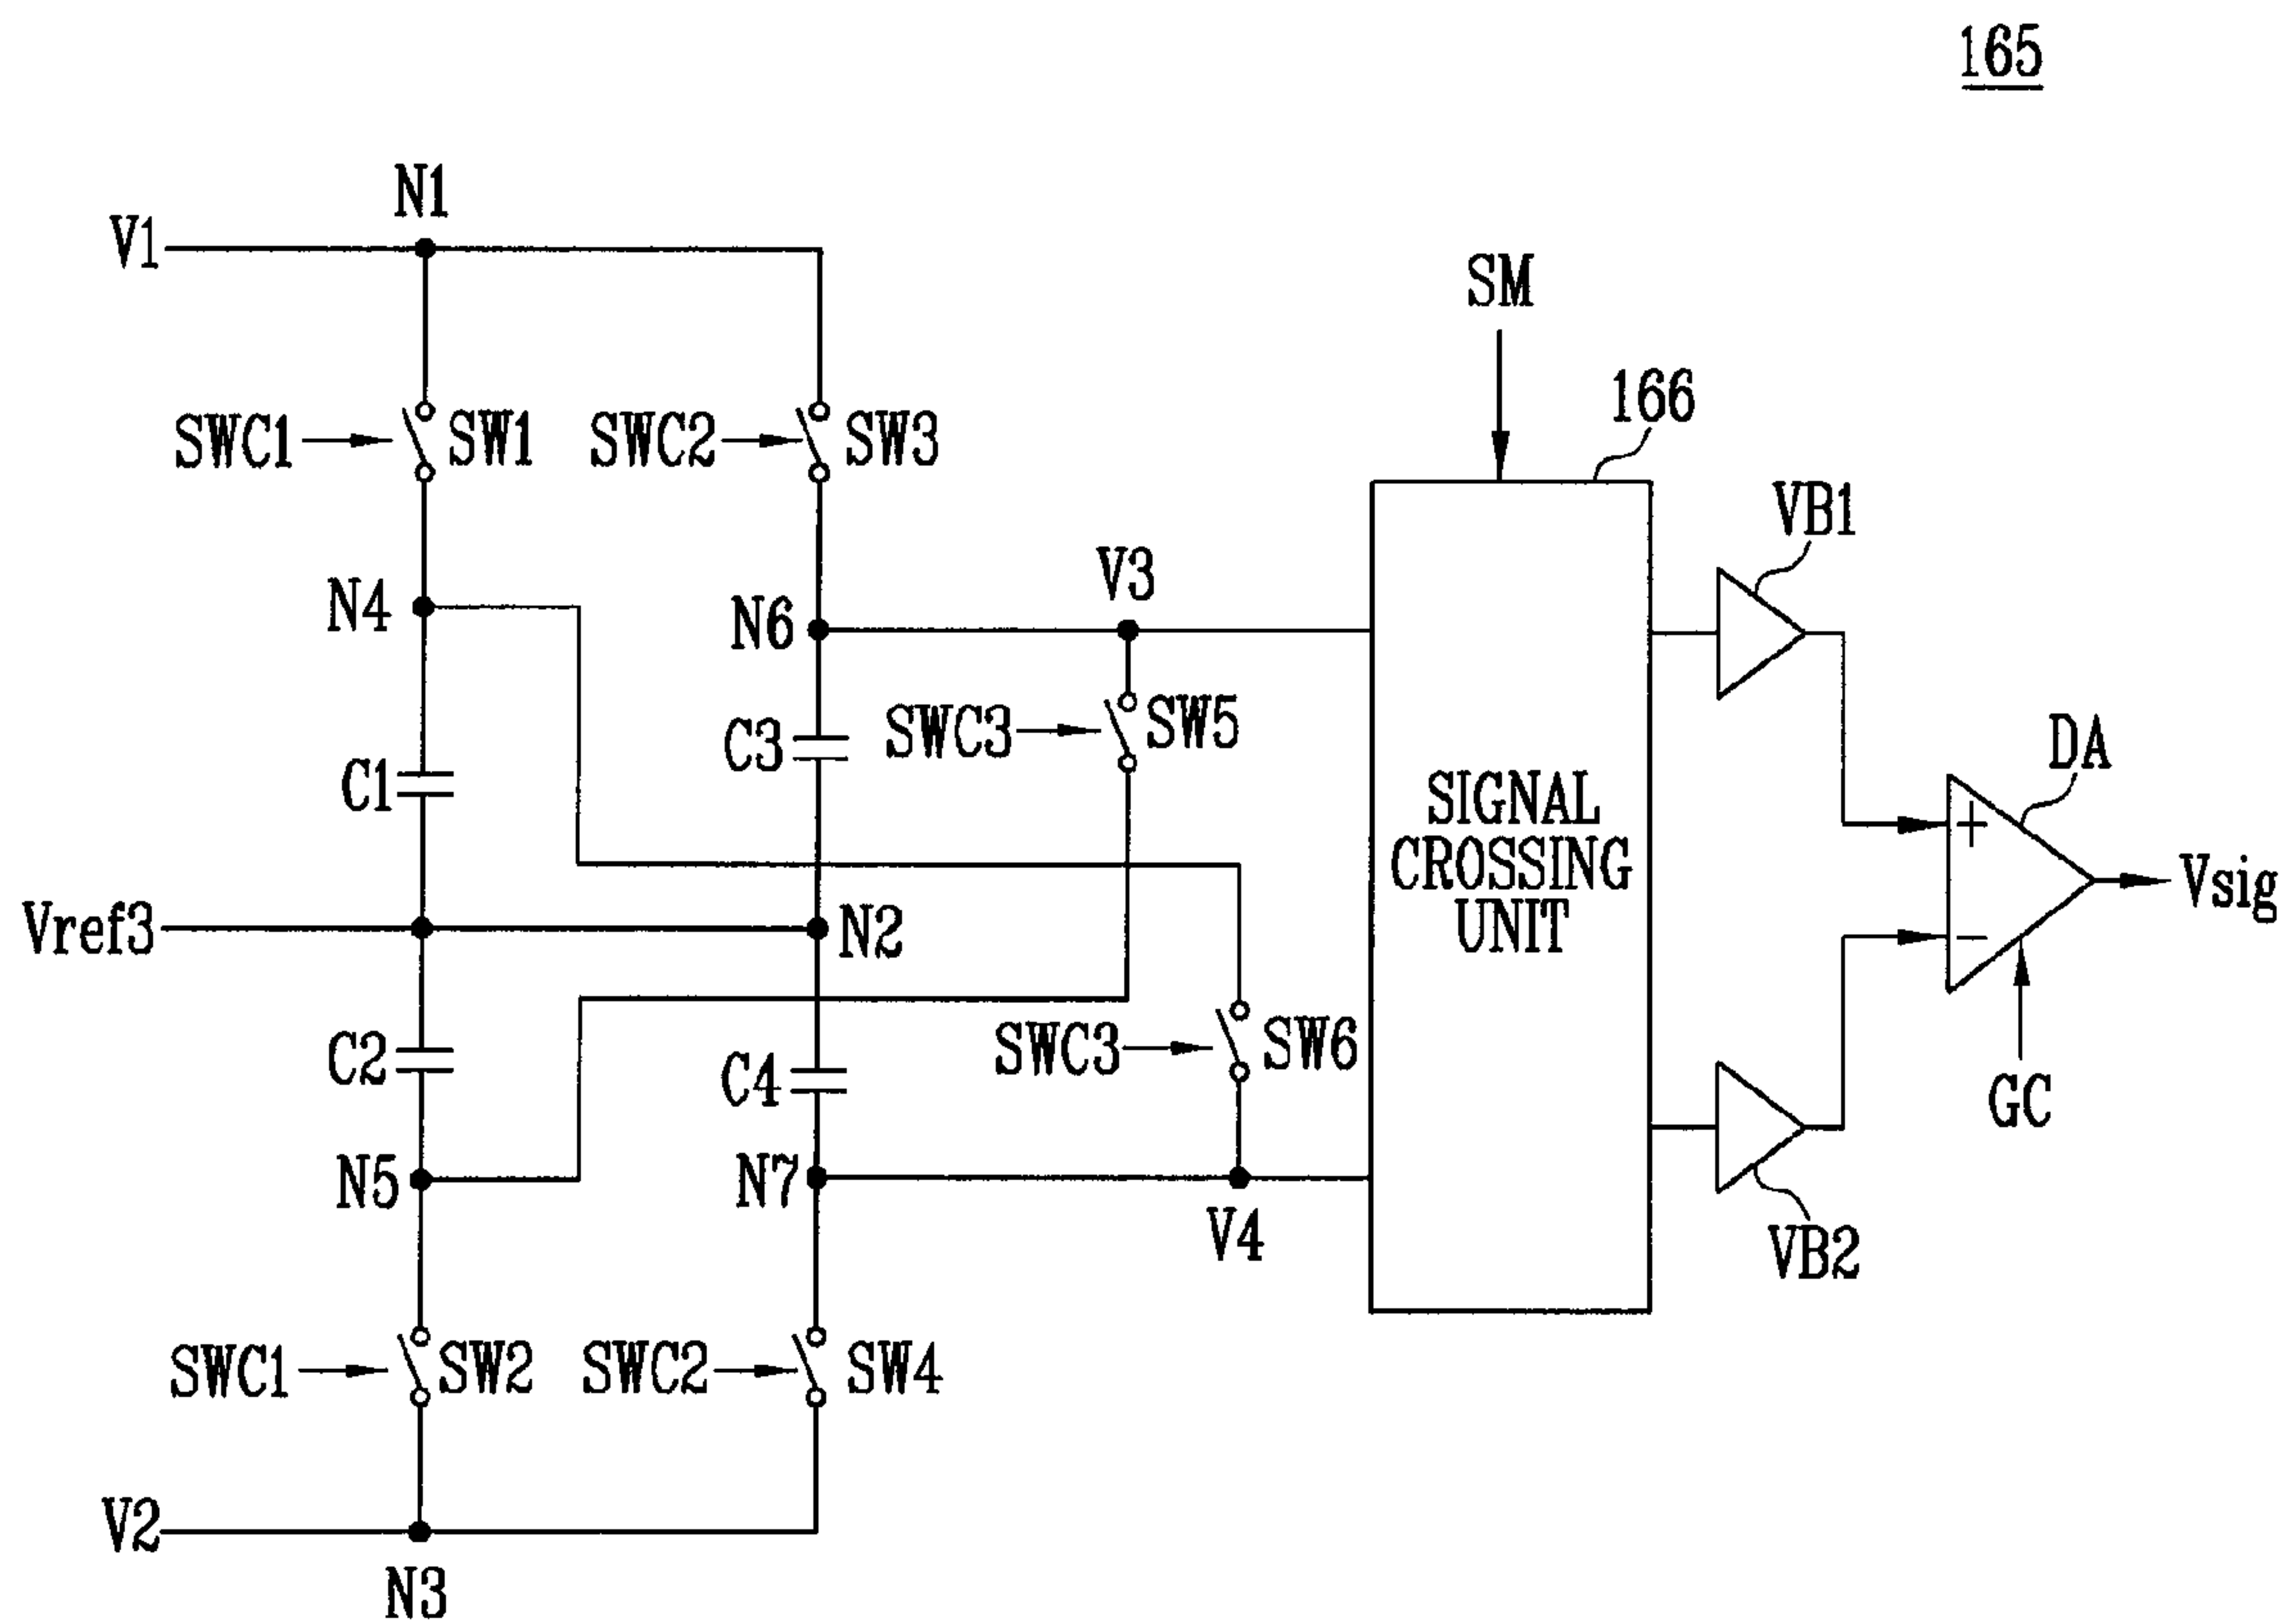 165
N1
V1
SM
166
SWC1
SW1
SWC2
SW3
VB1
V3
N4
N6
SWC3
SW5
DA
C3
C1
SIGNAL
CROSSING
UNIT
+
Vsig
Vref3
N2
−
C2
SWC3
SW6
C4
GC
N5
N7
V4
VB2
SWC1
SW2
SWC2
SW4
V2
N3